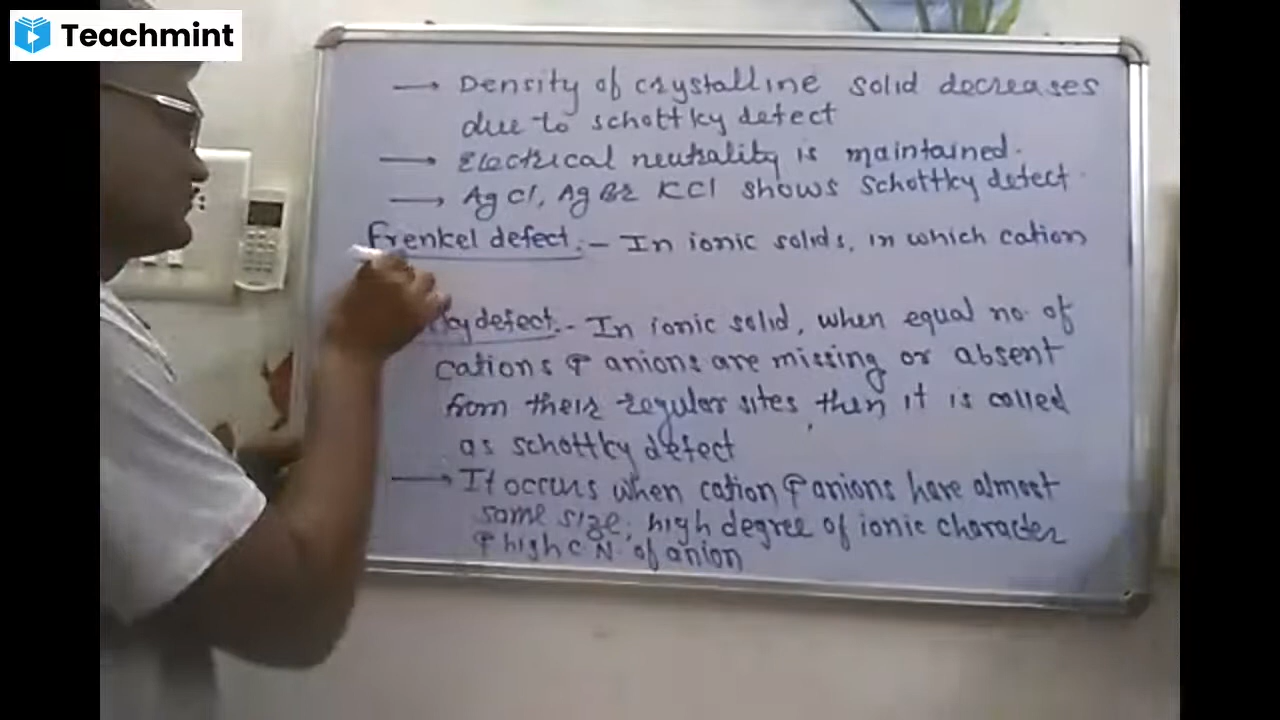 Teachmint
→ Density of crystalline solid decreases
due to schottky defect
→ Electrical neutrality is maintained.
→ AgCl, AgBr KCl shows Schottky defect.
Frenkel defect:- In ionic solids, in which cation
ky defect:- In ionic solid, when equal no. of
cations & anions are missing or absent
from their regular sites, then it is called
as schottky defect
→ It occurs when cation & anions have almost
same size, high degree of ionic character
& high C.N. of anion